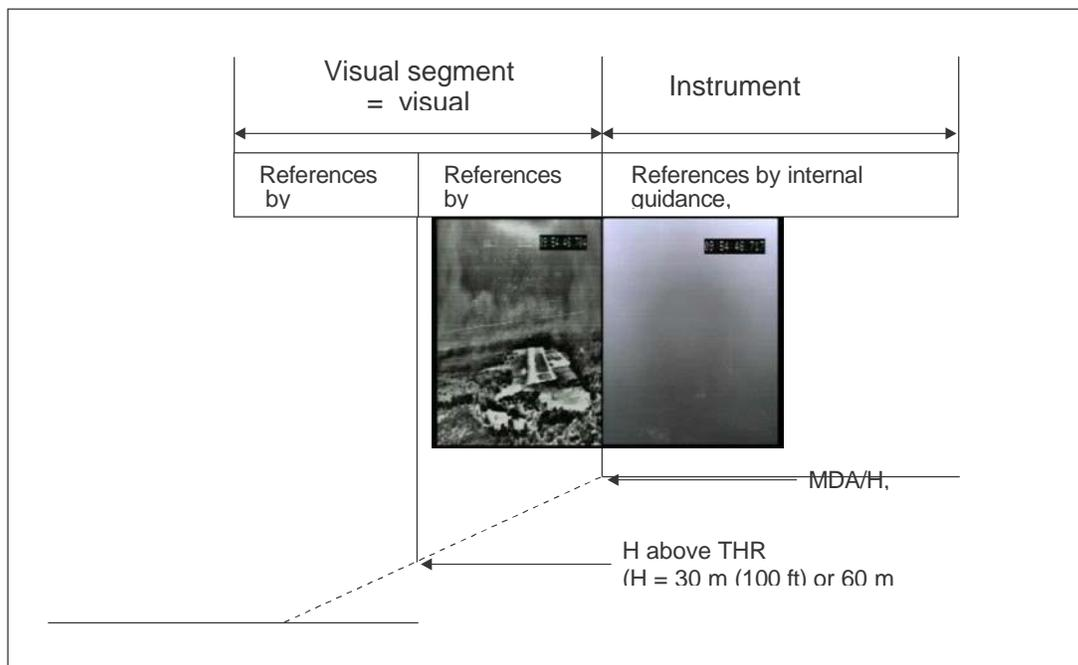 Visual segment
= visual
Instrument
References
by
References
by
References by internal
guidance,
MDA/H,
H above THR
(H = 30 m (100 ft) or 60 m